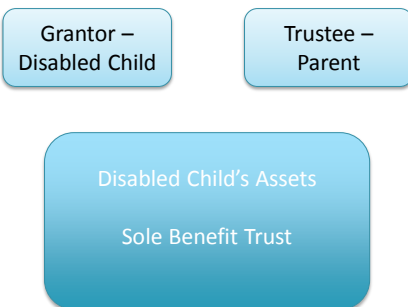 Grantor –
Disabled Child
Trustee –
Parent
Disabled Child's Assets
Sole Benefit Trust